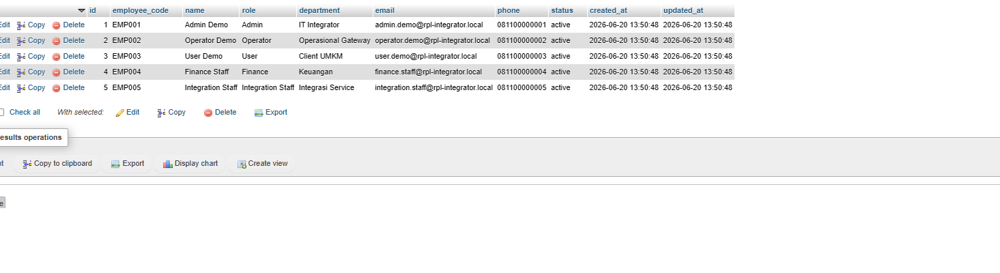 id employee_code name role department email phone status created_at updated_at
Edit Copy Delete 1 EMP001 Admin Demo Admin IT Integrator admin.demo@rpl-integrator.local 081100000001 active 2026-06-20 13:50:48 2026-06-20 13:50:48
Edit Copy Delete 2 EMP002 Operator Demo Operator Operasional Gateway operator.demo@rpl-integrator.local 081100000002 active 2026-06-20 13:50:48 2026-06-20 13:50:48
Edit Copy Delete 3 EMP003 User Demo User Client UMKM user.demo@rpl-integrator.local 081100000003 active 2026-06-20 13:50:48 2026-06-20 13:50:48
Edit Copy Delete 4 EMP004 Finance Staff Finance Keuangan finance.staff@rpl-integrator.local 081100000004 active 2026-06-20 13:50:48 2026-06-20 13:50:48
Edit Copy Delete 5 EMP005 Integration Staff Integration Staff Integrasi Service integration.staff@rpl-integrator.local 081100000005 active 2026-06-20 13:50:48 2026-06-20 13:50:48
Check all With selected: Edit Copy Delete Export
esults operations
Copy to clipboard Export Display chart Create view